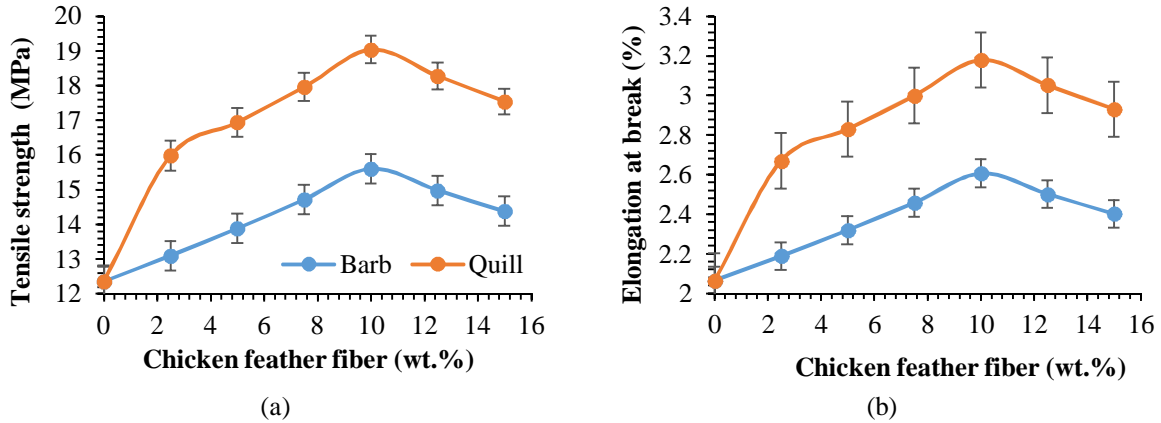 Tensile strength (MPa)
20
19
18
17
16
15
14
13
12
Barb
Quill
0 2 4 6 8 10 12 14 16
Chicken feather fiber (wt.%)
(a)
Elongation at break (%)
3.4
3.2
3
2.8
2.6
2.4
2.2
2
0 2 4 6 8 10 12 14 16
Chicken feather fiber (wt.%)
(b)